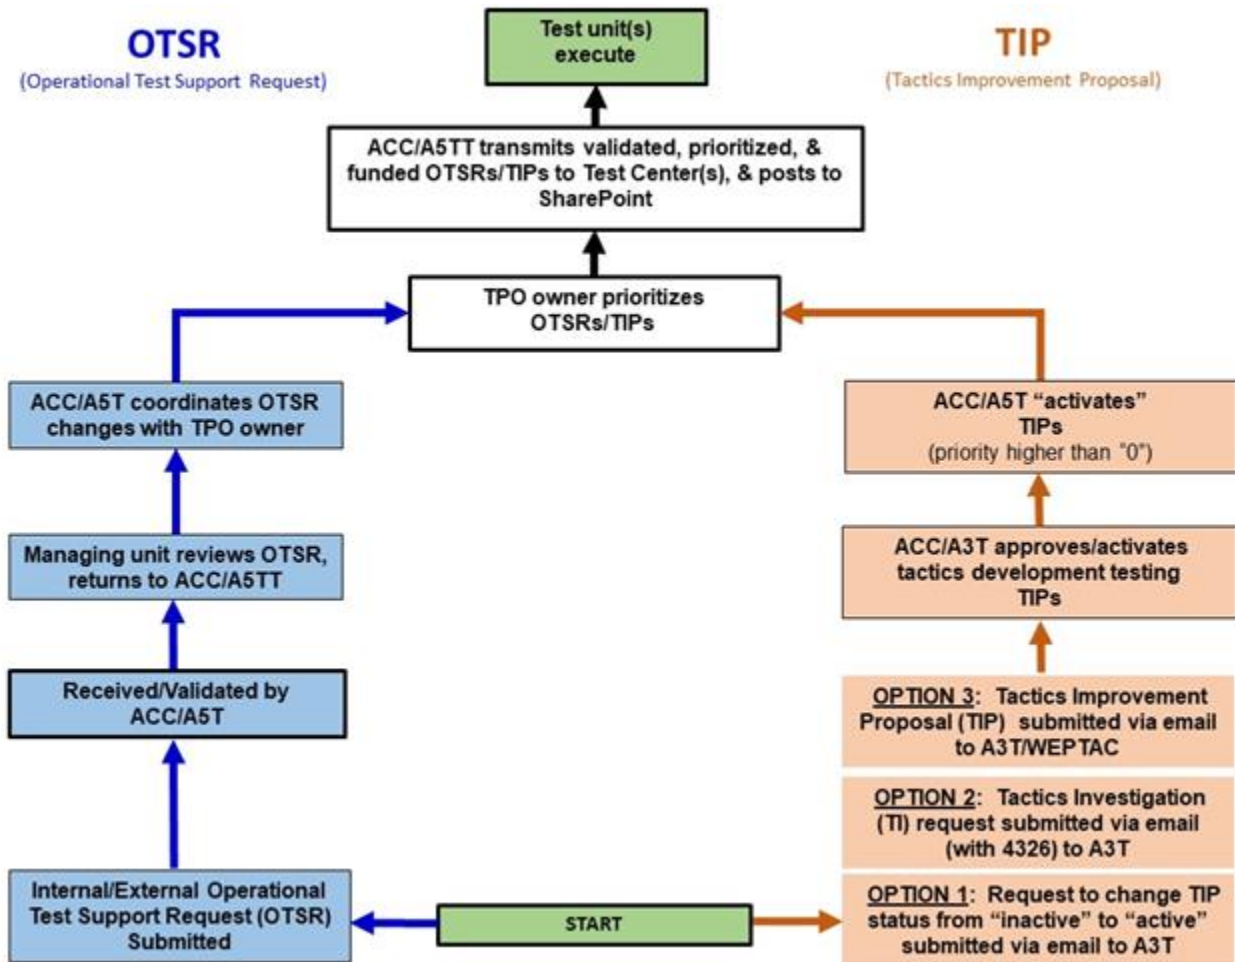 OTSR
(Operational Test Support Request)
Test unit(s)
execute
TIP
(Tactics Improvement Proposal)
ACC/A5TT transmits validated, prioritized, &
funded OTSRs/TIPs to Test Center(s), & posts to
SharePoint
TPO owner prioritizes
OTSRs/TIPs
ACC/A5T coordinates OTSR
changes with TPO owner
Managing unit reviews OTSR,
returns to ACC/A5TT
Received/Validated by
ACC/A5T
Internal/External Operational
Test Support Request (OTSR)
Submitted
START
ACC/A5T “activates”
TIPs
(priority higher than "0")
ACC/A3T approves/activates
tactics development testing
TIPs
OPTION 3: Tactics Improvement
Proposal (TIP) submitted via email
to A3T/WEPTAC
OPTION 2: Tactics Investigation
(TI) request submitted via email
(with 4326) to A3T
OPTION 1: Request to change TIP
status from “inactive” to “active”
submitted via email to A3T